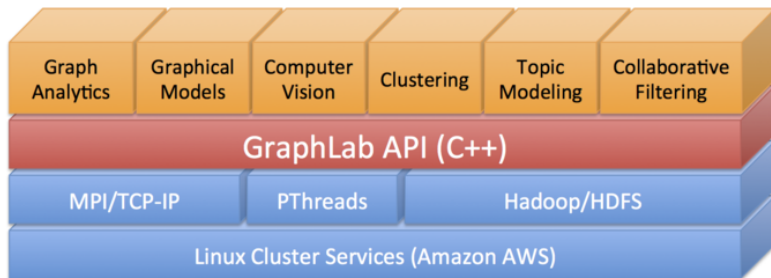 Graph
Analytics
Graphical
Models
Computer
Vision
Clustering
Topic
Modeling
Collaborative
Filtering
GraphLab API (C++)
MPI/TCP-IP
PThreads
Hadoop/HDFS
Linux Cluster Services (Amazon AWS)